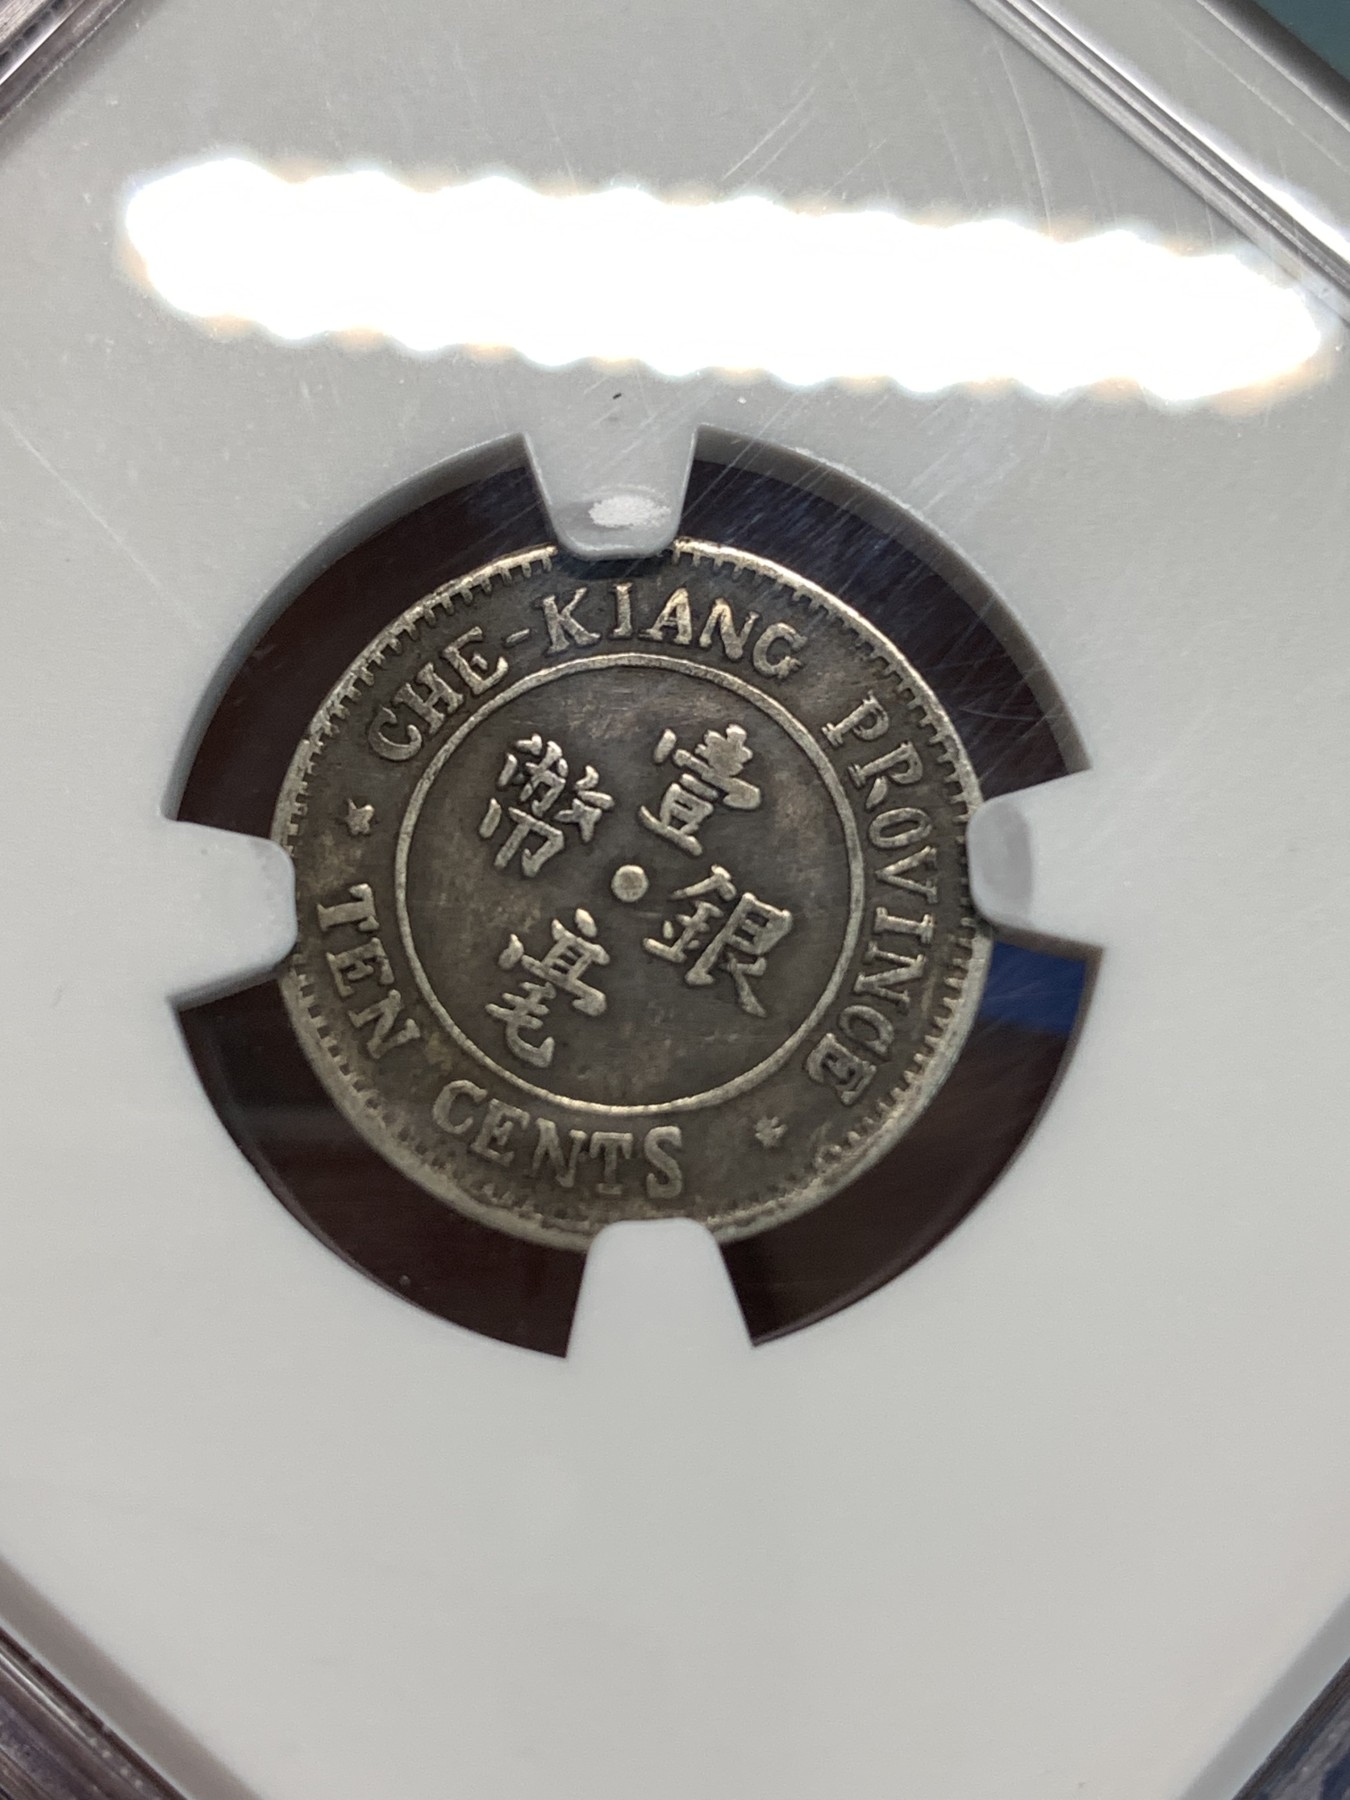 CHE-KIANG PROVINCE
壹銀
幣毫
TEN CENTS